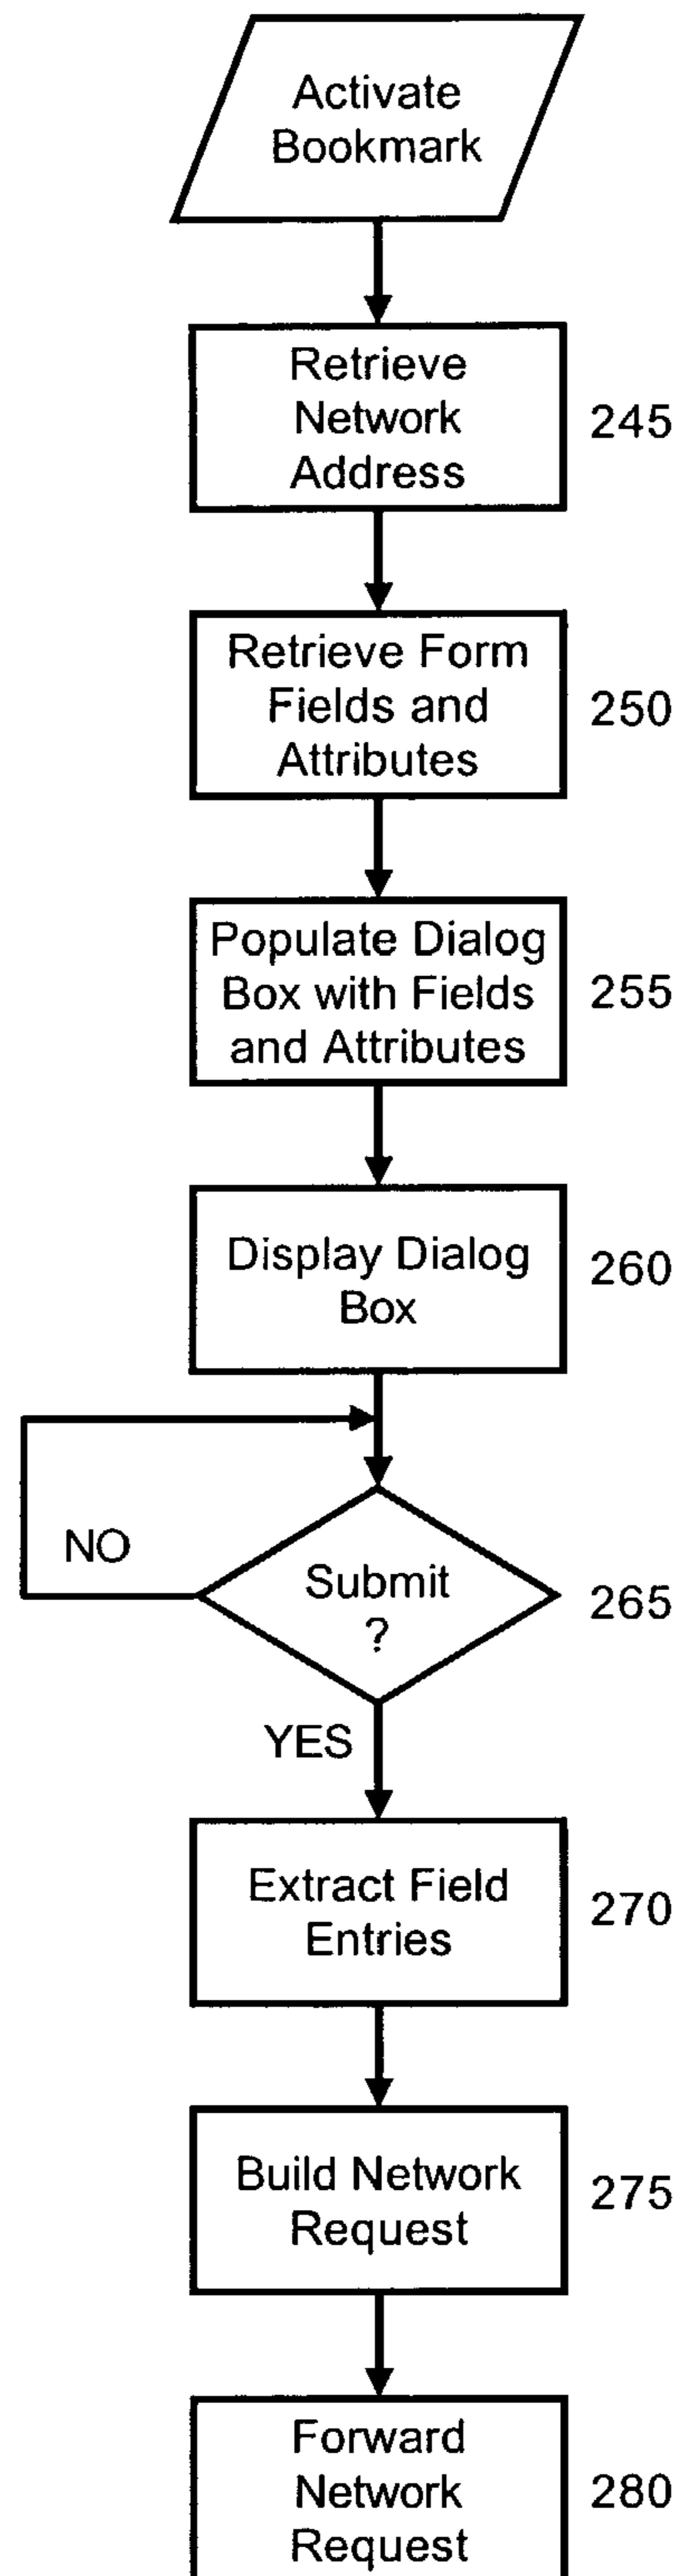 Activate
Bookmark
Retrieve
Network
Address
245
Retrieve Form
Fields and
Attributes
250
Populate Dialog
Box with Fields
and Attributes
255
Display Dialog
Box
260
NO
Submit
?
265
YES
Extract Field
Entries
270
Build Network
Request
275
Forward
Network
Request
280